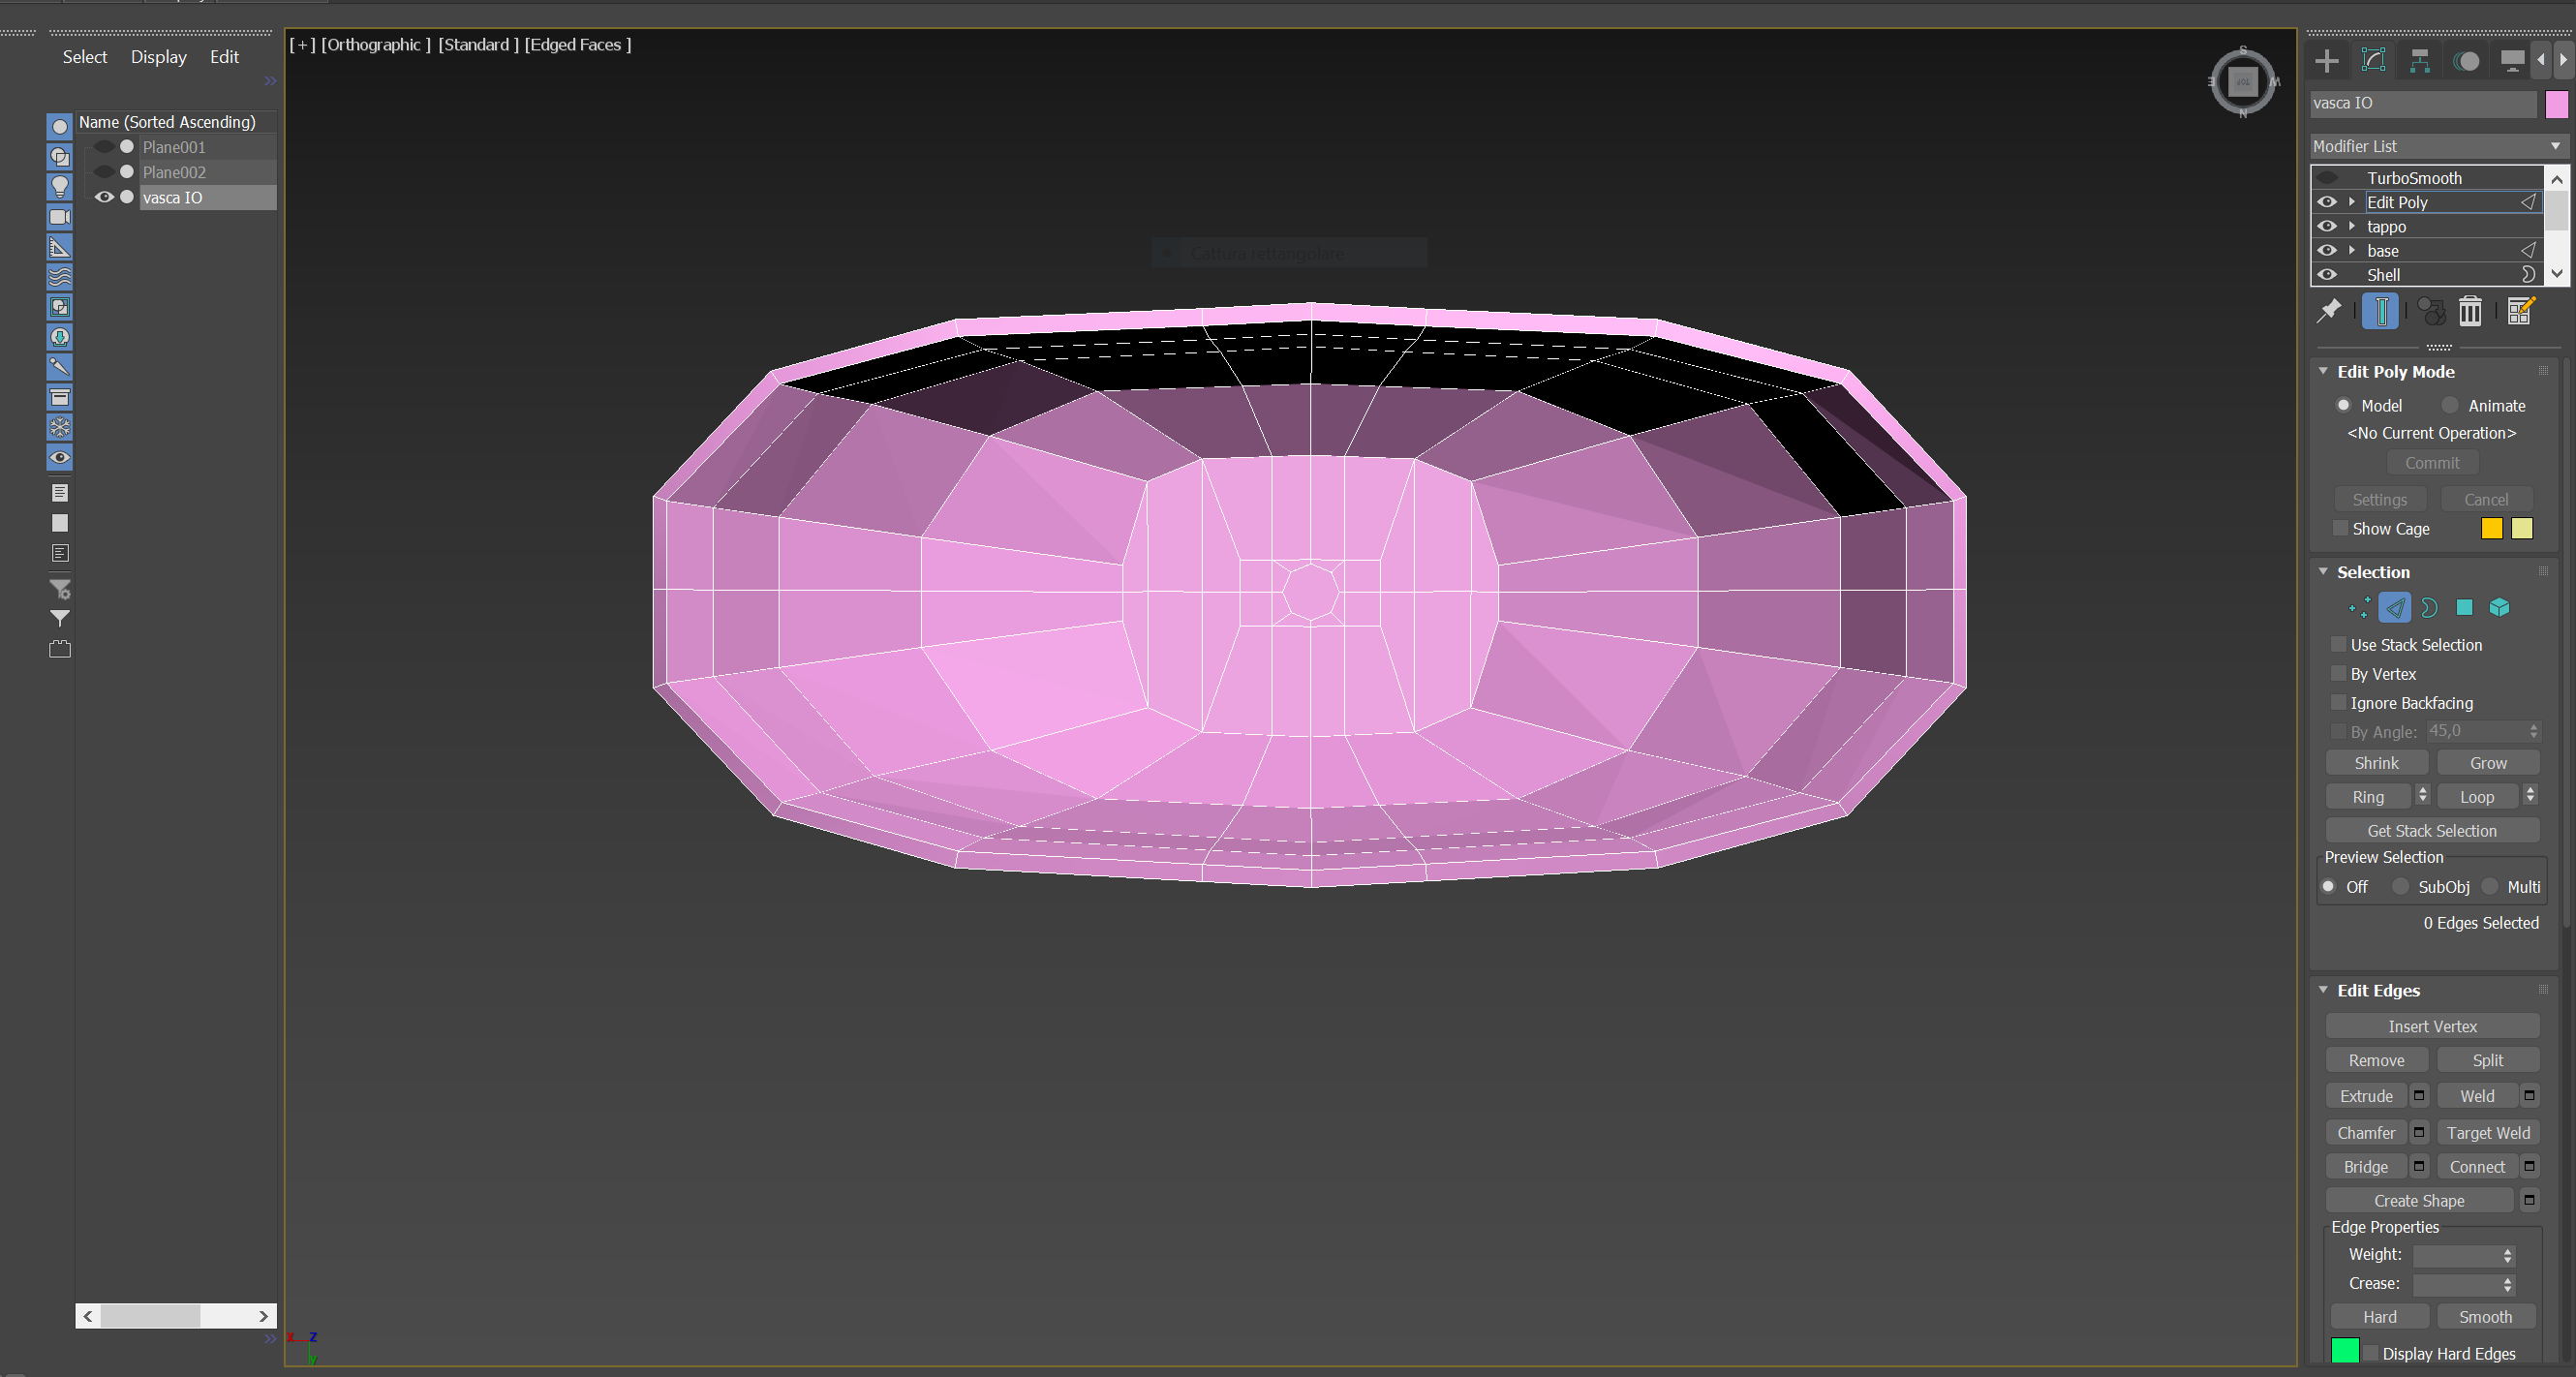 Select Display Edit
Name (Sorted Ascending)
Plane001
Plane002
vasca IO
[ + ] [Orthographic ] [Standard ] [Edged Faces ]
Cattura rettangolare
S
E TOP W
N
x z
y
vasca IO
Modifier List
TurboSmooth
Edit Poly
tappo
base
Shell
Edit Poly Mode
Model Animate
<No Current Operation>
Commit
Settings Cancel
Show Cage
Selection
Use Stack Selection
By Vertex
Ignore Backfacing
By Angle: 45,0
Shrink Grow
Ring Loop
Get Stack Selection
Preview Selection
Off SubObj Multi
0 Edges Selected
Edit Edges
Insert Vertex
Remove Split
Extrude Weld
Chamfer Target Weld
Bridge Connect
Create Shape
Edge Properties
Weight:
Crease:
Hard Smooth
Display Hard Edges